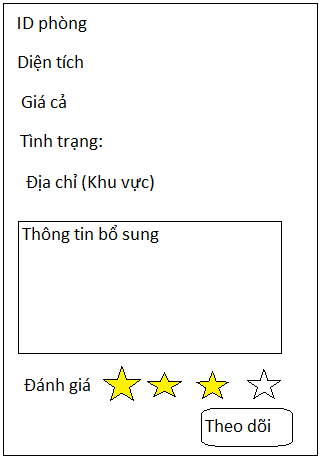 ID phòng
Diện tích
Giá cả
Tình trạng:
Địa chỉ (Khu vực)
Thông tin bổ sung
Đánh giá
Theo dõi